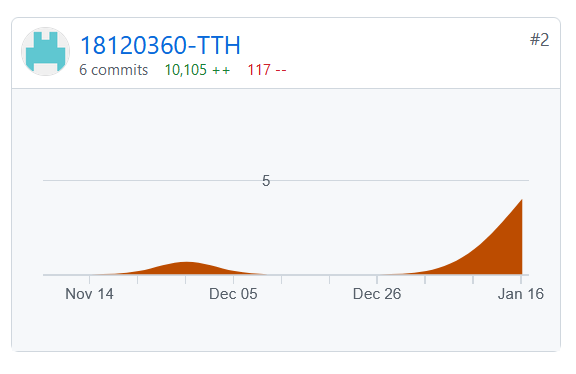 18120360-TTH
#2
6 commits 10,105 ++ 117 --
5
Nov 14 Dec 05 Dec 26 Jan 16